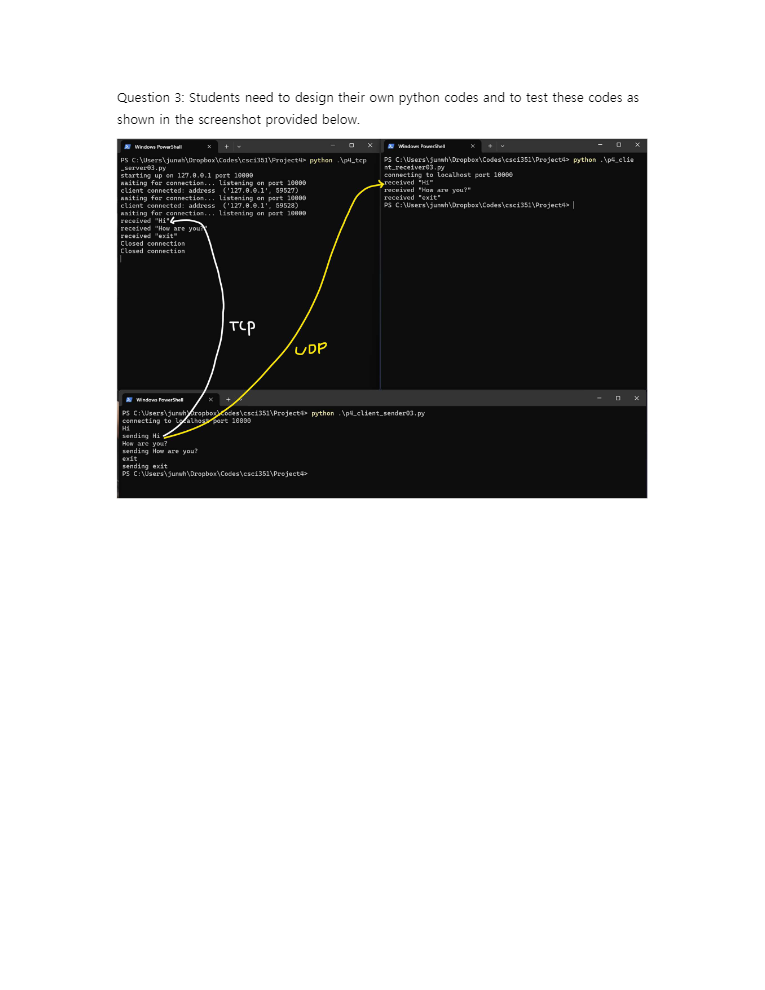 Question 3: Students need to design their own python codes and to test these codes as
shown in the screenshot provided below.
Windows PowerShell
PS C:\Users\junwh\Dropbox\Codes\csci351\Project4> python .\p4_tcp
_server03.py
starting up on 127.0.0.1 port 10000
waiting for connection... listening on port 10000
client connected: address ('127.0.0.1', 59527)
waiting for connection... listening on port 10000
client connected: address ('127.0.0.1', 59528)
waiting for connection... listening on port 10000
received "Hi"
received "How are you?"
received "exit"
Closed connection
Closed connection
Windows PowerShell
PS C:\Users\junwh\Dropbox\Codes\csci351\Project4> python .\p4_clie
nt_receiver03.py
connecting to localhost port 10000
received "Hi"
received "How are you?"
received "exit"
PS C:\Users\junwh\Dropbox\Codes\csci351\Project4>
TCP
UDP
Windows PowerShell
PS C:\Users\junwh\Dropbox\Codes\csci351\Project4> python .\p4_client_sender03.py
connecting to localhost port 10000
Hi
sending Hi
How are you?
sending How are you?
exit
sending exit
PS C:\Users\junwh\Dropbox\Codes\csci351\Project4>